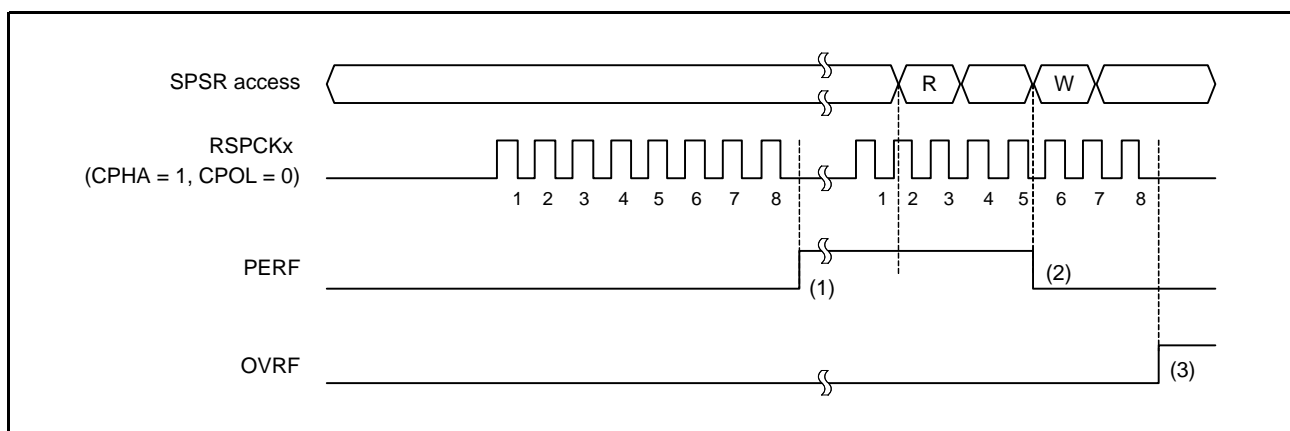 SPSR access
R
W
RSPCKx
(CPHA = 1, CPOL = 0)
1 2 3 4 5 6 7 8 1 2 3 4 5 6 7 8
PERF
(1)
(2)
OVRF
(3)